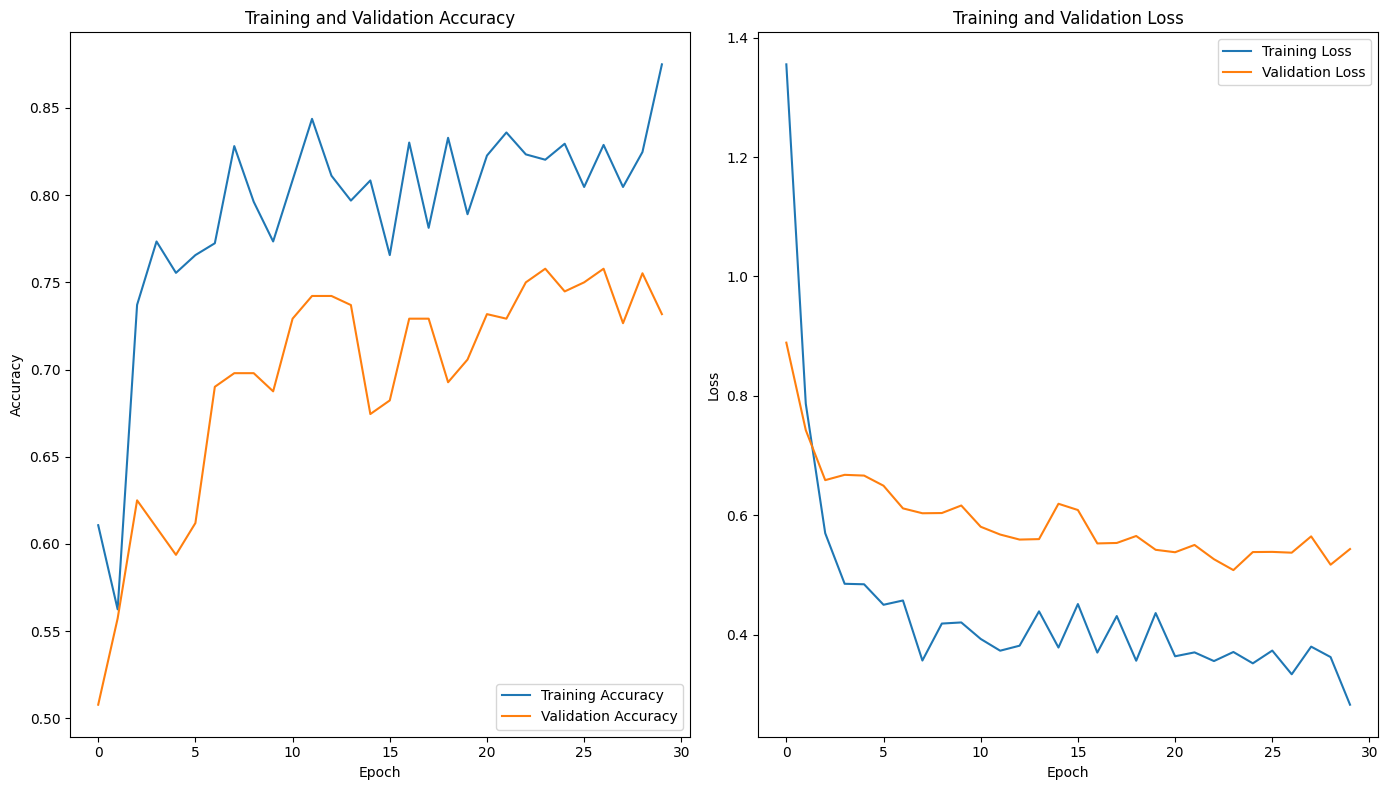 Training and Validation Accuracy
Accuracy
0.85
0.80
0.75
0.70
0.65
0.60
0.55
0.50
0
5
10
15
20
25
30
Epoch
Training Accuracy
Validation Accuracy
Training and Validation Loss
Loss
1.4
1.2
1.0
0.8
0.6
0.4
0
5
10
15
20
25
30
Epoch
Training Loss
Validation Loss